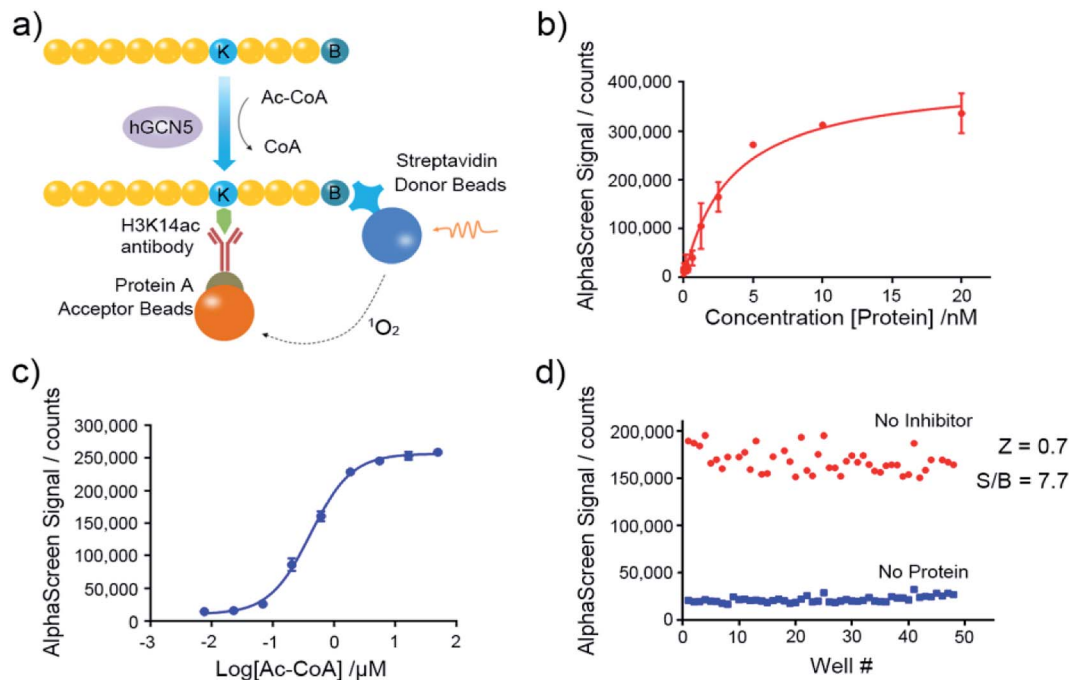 a)
K
B
hGCN5
Ac-CoA
CoA
Streptavidin
Donor Beads
K
B
H3K14ac
antibody
Protein A
Acceptor Beads
¹O₂
b)
AlphaScreen Signal / counts
400,000
300,000
200,000
100,000
0
0
5
10
15
20
Concentration [Protein] /nM
c)
AlphaScreen Signal / counts
300,000
250,000
200,000
150,000
100,000
50,000
0
-3
-2
-1
0
1
2
Log[Ac-CoA] /µM
d)
AlphaScreen Signal / counts
200,000
150,000
100,000
50,000
0
0
10
20
30
40
50
Well #
No Inhibitor
Z = 0.7
S/B = 7.7
No Protein